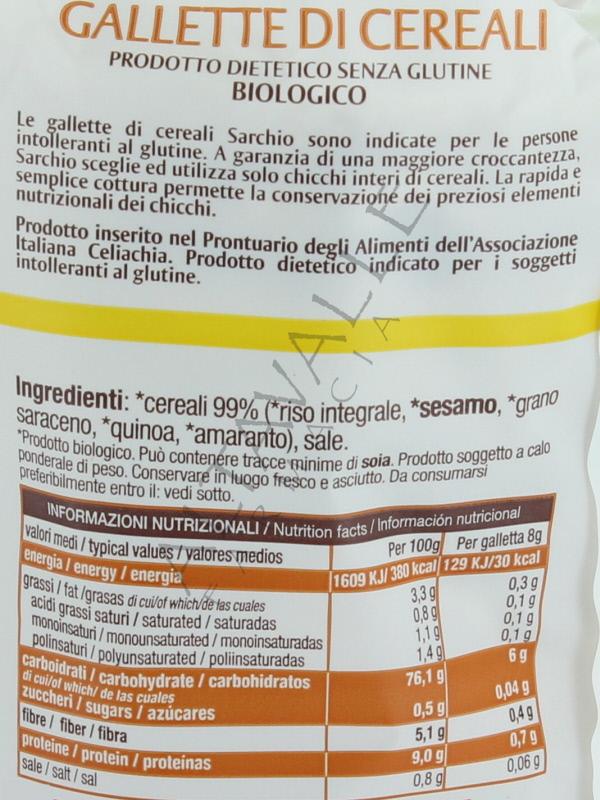 GALLETTE DI CEREALI
PRODOTTO DIETETICO SENZA GLUTINE
BIOLOGICO
Le gallette di cereali Sarchio sono indicate per le persone
intolleranti al glutine. A garanzia di una maggiore croccantezza,
Sarchio sceglie ed utilizza solo chicchi interi di cereali. La rapida e
semplice cottura permette la conservazione dei preziosi elementi
nutrizionali dei chicchi.
Prodotto inserito nel Prontuario degli Alimenti dell'Associazione
Italiana Celiachia. Prodotto dietetico indicato per i soggetti
intolleranti al glutine.
Ingredienti: *cereali 99% (*riso integrale, *sesamo, *grano
saraceno, *quinoa, *amaranto), sale.
*Prodotto biologico. Può contenere tracce minime di soia. Prodotto soggetto a calo
ponderale di peso. Conservare in luogo fresco e asciutto. Da consumarsi
preferibilmente entro il: vedi sotto.
INFORMAZIONI NUTRIZIONALI / Nutrition facts / Información nutricional
valori medi / typical values / valores medios Per 100g Per galletta 8g
energia / energy / energia 1609 KJ/ 380 kcal 129 KJ/30 kcal
grassi / fat /grasas di cui/of which/de las cuales 3,3 g 0,3 g
acidi grassi saturi / saturated / saturadas 0,8 g 0,1 g
monoinsaturi / monounsaturated / monoinsaturadas 1,1 g 0,1 g
polinsaturi / polyunsaturated / poliinsaturadas 1,4 g 0,1 g
carboidrati / carbohydrate / carbohidratos 76,1 g 6 g
di cui/of which/ de las cuales
zuccheri / sugars / azúcares 0,5 g 0,04 g
fibre / fiber / fibra 5,1 g 0,4 g
proteine / protein / proteínas 9,0 g 0,7 g
sale / salt / sal 0,8 g 0,06 g